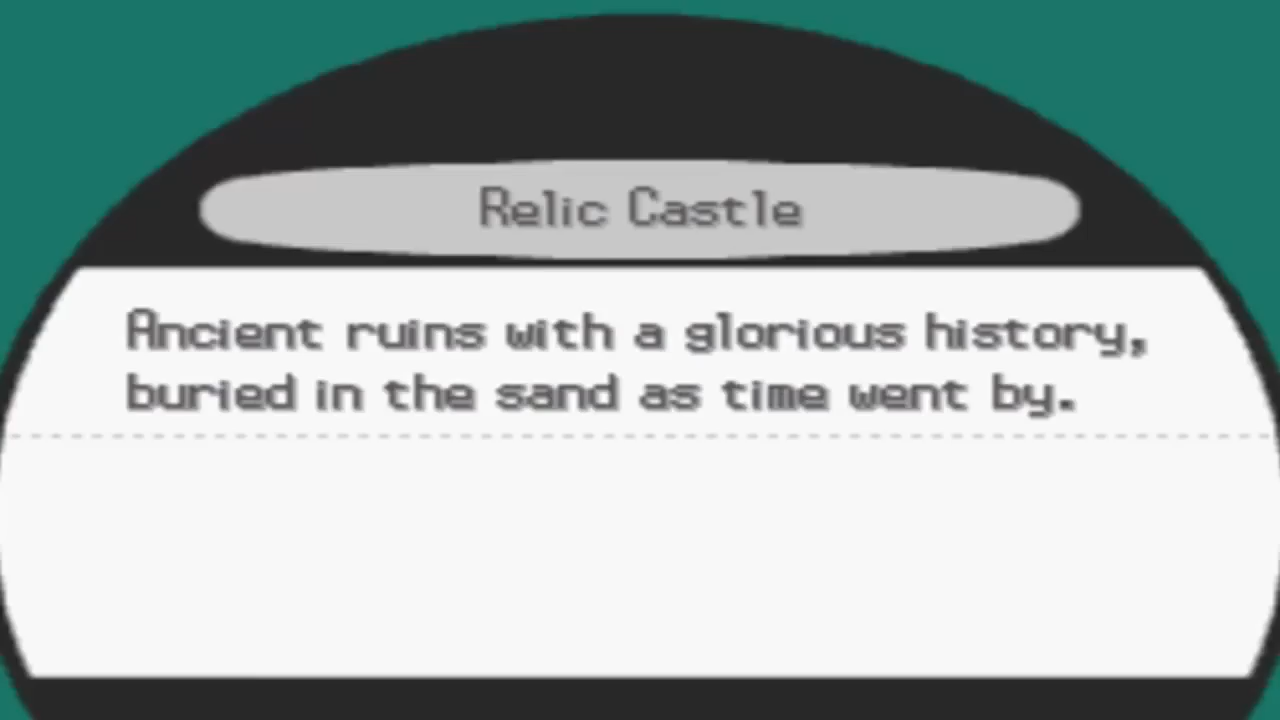 Relic Castle
Ancient ruins with a glorious history,
buried in the sand as time went by.